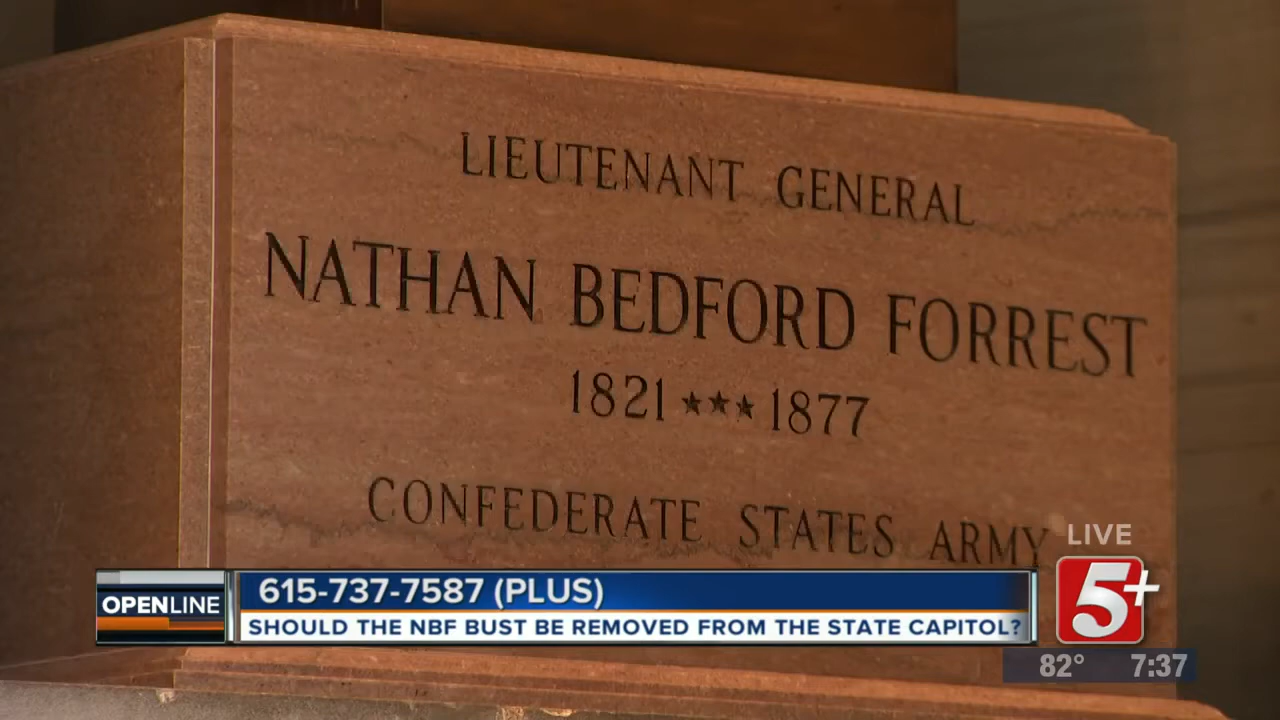 LIEUTENANT GENERAL
NATHAN BEDFORD FORREST
1821 ★★★ 1877
CONFEDERATE STATES ARMY
LIVE
5+
OPENLINE
615-737-7587 (PLUS)
SHOULD THE NBF BUST BE REMOVED FROM THE STATE CAPITOL?
82° 7:37